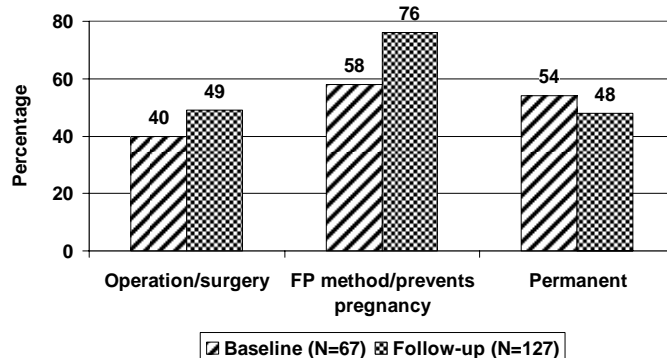 Percentage
80
60
40
20
0
40
49
58
76
54
48
Operation/surgery
FP method/prevents
pregnancy
Permanent
Baseline (N=67)
Follow-up (N=127)